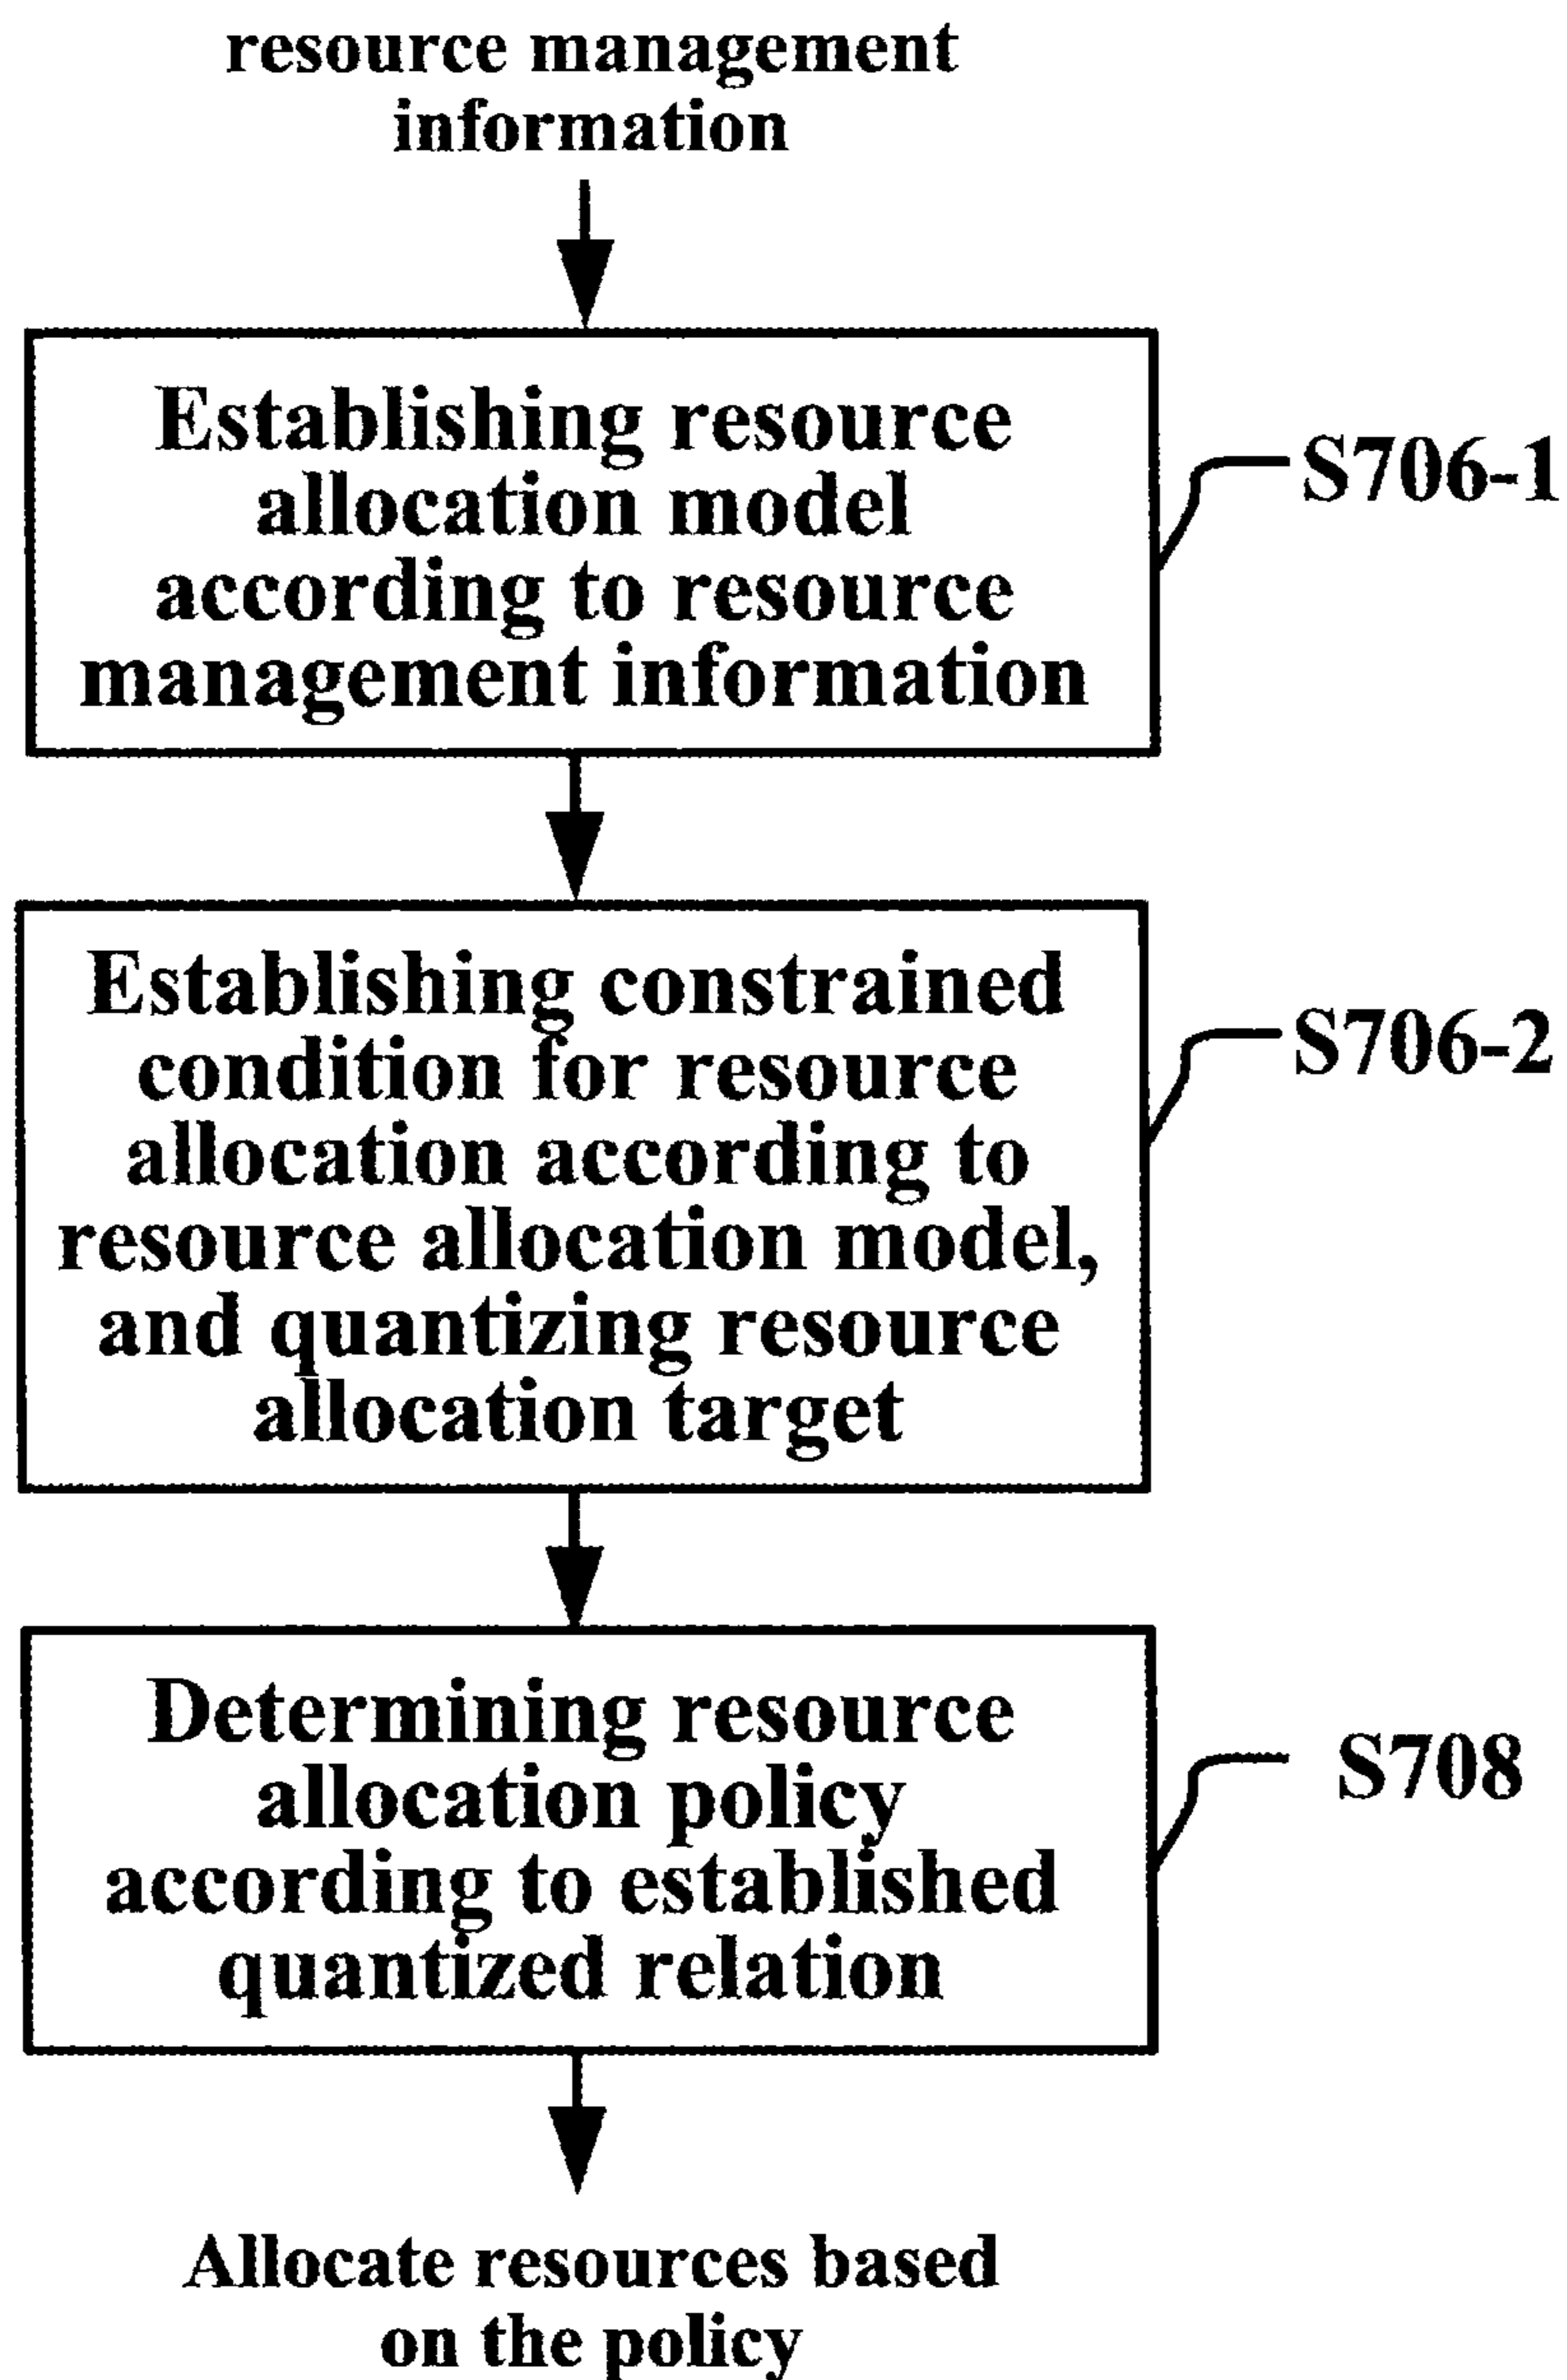 resource management
information
Establishing resource
allocation model
according to resource
management information
S706-1
Establishing constrained
condition for resource
allocation according to
resource allocation model,
and quantizing resource
allocation target
S706-2
Determining resource
allocation policy
according to established
quantized relation
S708
Allocate resources based
on the policy